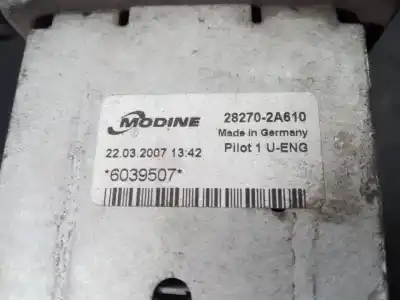 MODINE
28270-2A610
Made in Germany
22.03.2007 13:42
Pilot 1 U-ENG
*6039507*